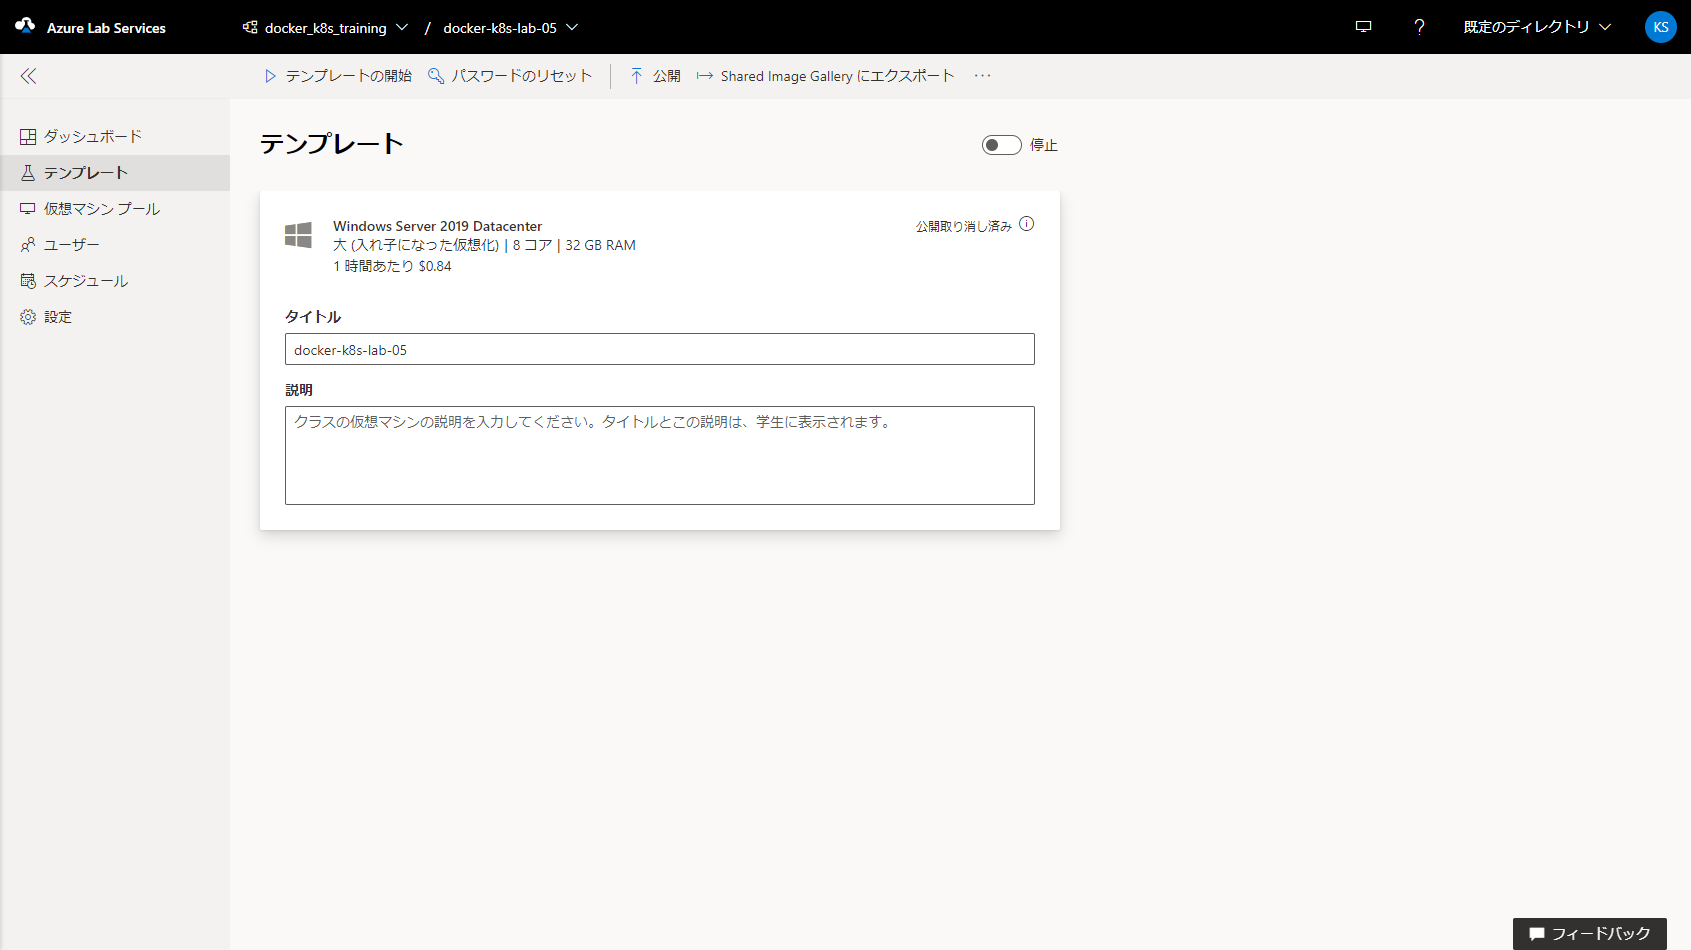 Azure Lab Services
docker_k8s_training / docker-k8s-lab-05
? 既定のディレクトリ KS
テンプレートの開始 パスワードのリセット 公開 Shared Image Gallery にエクスポート ...
ダッシュボード
テンプレート
仮想マシン プール
ユーザー
スケジュール
設定
テンプレート
停止
Windows Server 2019 Datacenter
大 (入れ子になった仮想化) | 8 コア | 32 GB RAM
1 時間あたり $0.84
公開取り消し済み
タイトル
docker-k8s-lab-05
説明
クラスの仮想マシンの説明を入力してください。タイトルとこの説明は、学生に表示されます。
フィードバック